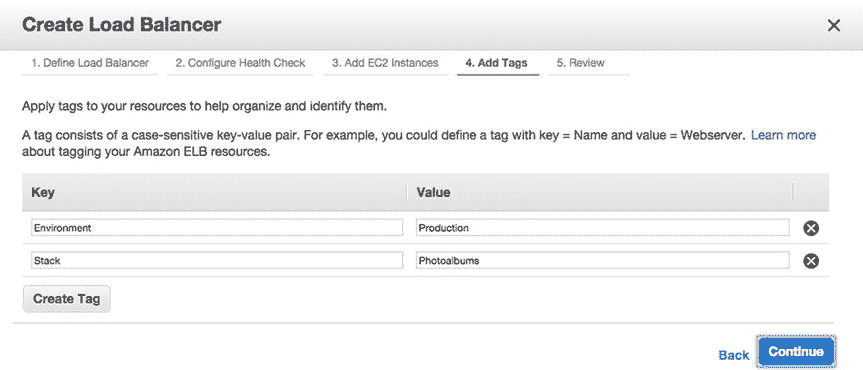 Create Load Balancer
1. Define Load Balancer 2. Configure Health Check 3. Add EC2 Instances 4. Add Tags 5. Review
Apply tags to your resources to help organize and identify them.
A tag consists of a case-sensitive key-value pair. For example, you could define a tag with key = Name and value = Webserver. Learn more
about tagging your Amazon ELB resources.
Key Value
Environment Production
Stack Photoalbums
Create Tag
Back Continue